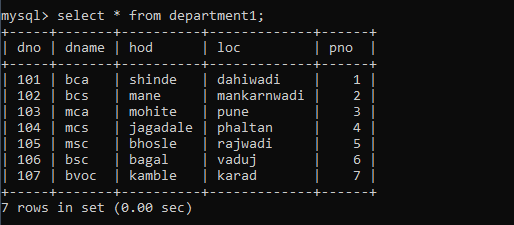 mysql> select * from department1;
+-----+-------+----------+------------+------+
| dno | dname | hod      | loc        | pno  |
+-----+-------+----------+------------+------+
| 101 | bca   | shinde   | dahiwadi   |    1 |
| 102 | bcs   | mane     | mankarnwadi |    2 |
| 103 | mca   | mohite   | pune       |    3 |
| 104 | mcs   | jagadale | phaltan    |    4 |
| 105 | msc   | bhosle   | rajwadi    |    5 |
| 106 | bsc   | bagal    | vaduj      |    6 |
| 107 | bvoc  | kamble   | karad      |    7 |
+-----+-------+----------+------------+------+
7 rows in set (0.00 sec)